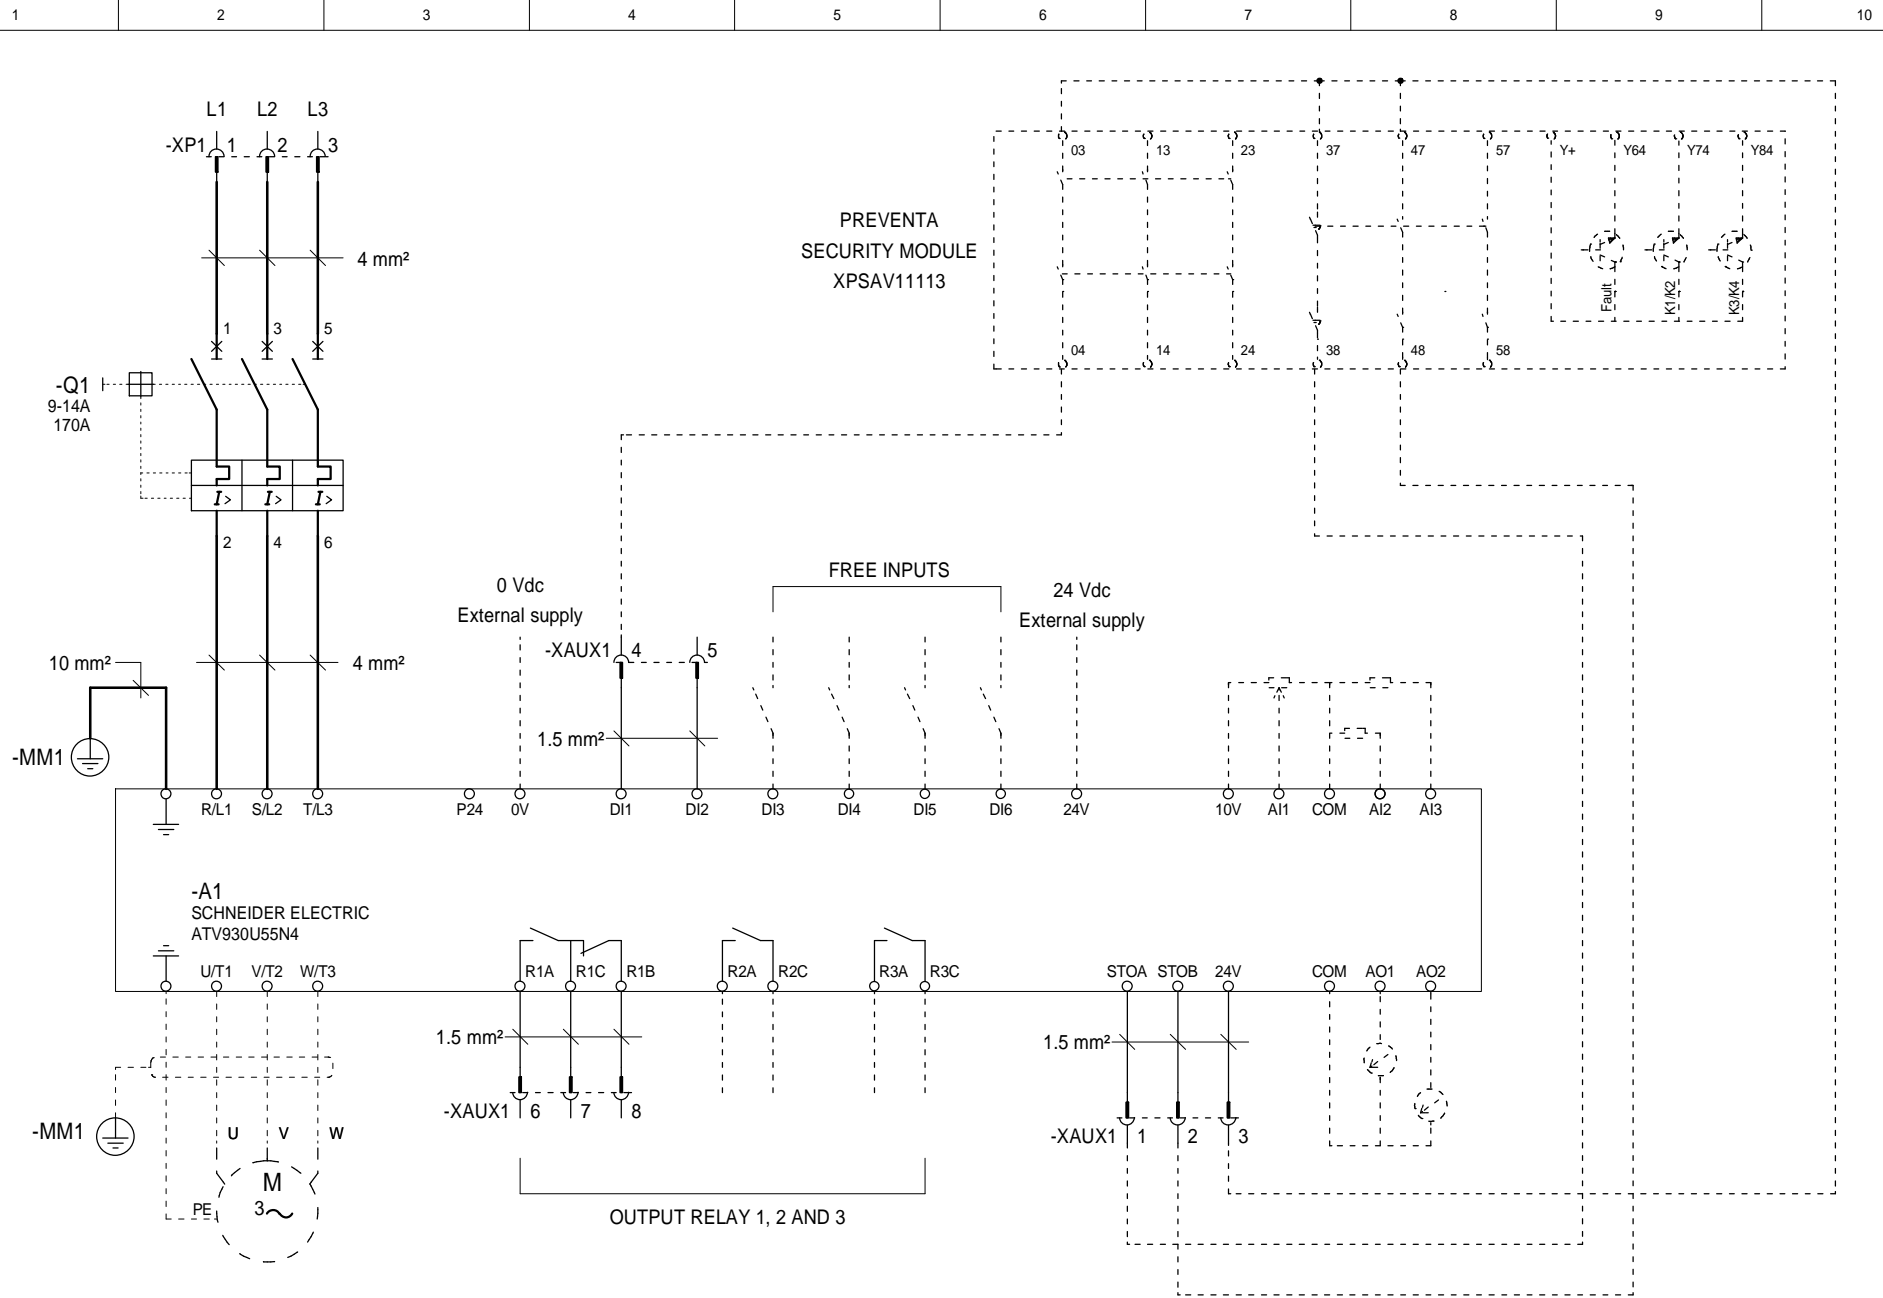 1 2 3 4 5 6 7 8 9 10
L1 L2 L3
-XP1 1 2 3
03 13 23 37 47 57 Y+ Y64 Y74 Y84
PREVENTA
SECURITY MODULE
XPSAV11113
4 mm²
Fault K1/K2 K3/K4
1 3 5
04 14 24 38 48 58
-Q1
9-14A
170A
I> I> I>
2 4 6
FREE INPUTS
0 Vdc
External supply
24 Vdc
External supply
-XAUX1 4 5
10 mm²
4 mm²
1.5 mm²
-MM1
R/L1 S/L2 T/L3 P24 0V DI1 DI2 DI3 DI4 DI5 DI6 24V 10V AI1 COM AI2 AI3
-A1
SCHNEIDER ELECTRIC
ATV930U55N4
U/T1 V/T2 W/T3 R1A R1C R1B R2A R2C R3A R3C STOA STOB 24V COM AO1 AO2
1.5 mm²
1.5 mm²
-XAUX1 6 7 8
-XAUX1 1 2 3
-MM1
U V W
M
3
PE
OUTPUT RELAY 1, 2 AND 3